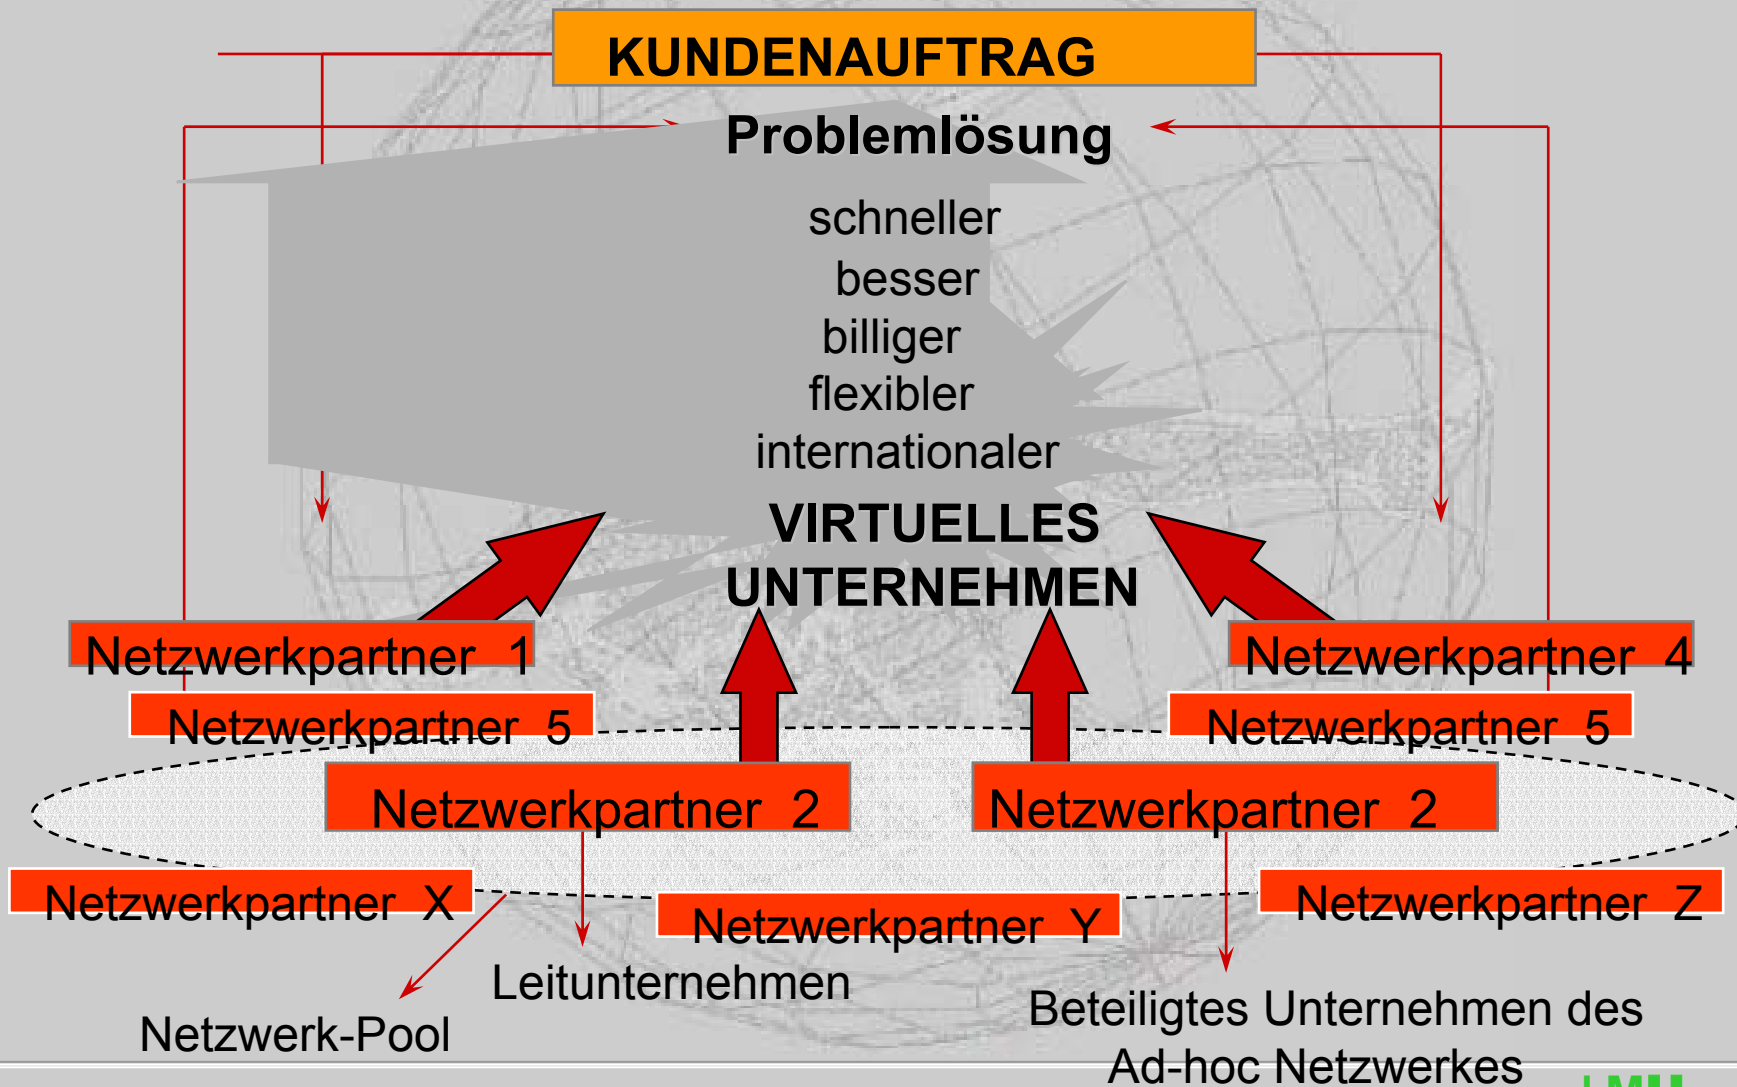 KUNDENAUFTRAG
Problemlösung
schneller
besser
billiger
flexibler
internationaler
VIRTUELLES
UNTERNEHMEN
Netzwerkpartner 1
Netzwerkpartner 4
Netzwerkpartner 5
Netzwerkpartner 5
Netzwerkpartner 2
Netzwerkpartner 2
Netzwerkpartner X
Netzwerkpartner Y
Netzwerkpartner Z
Leitunternehmen
Netzwerk-Pool
Beteiligtes Unternehmen des
Ad-hoc Netzwerkes